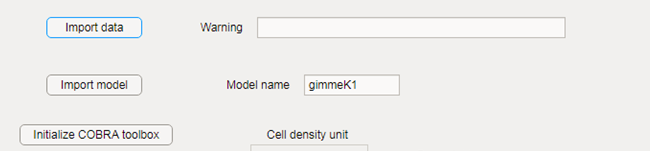 Import data Warning
Import model Model name gimmeK1
Initialize COBRA toolbox Cell density unit